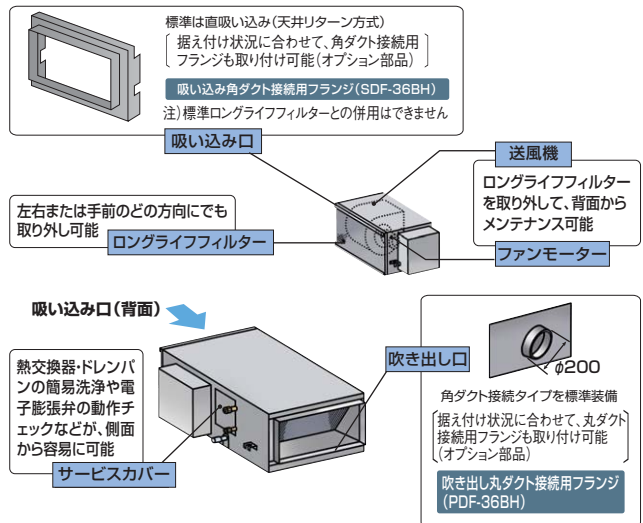 標準は直吸い込み(天井リターン方式)
据え付け状況に合わせて、角ダクト接続用
フランジも取り付け可能(オプション部品)
吸い込み角ダクト接続用フランジ(SDF-36BH)
注)標準ロングライフフィルターとの併用はできません
吸い込み口
送風機
ロングライフフィルター
を取り外して、背面から
メンテナンス可能
ファンモーター
左右または手前のどの方向にでも
取り外し可能
ロングライフフィルター
吸い込み口(背面)
熱交換器・ドレンパ
ンの簡易洗浄や電
子膨張弁の動作チ
ェックなどが、側面
から容易に可能
サービスカバー
吹き出し口
φ200
角ダクト接続タイプを標準装備
据え付け状況に合わせて、丸ダクト
接続用フランジも取り付け可能
(オプション部品)
吹き出し丸ダクト接続用フランジ
(PDF-36BH)